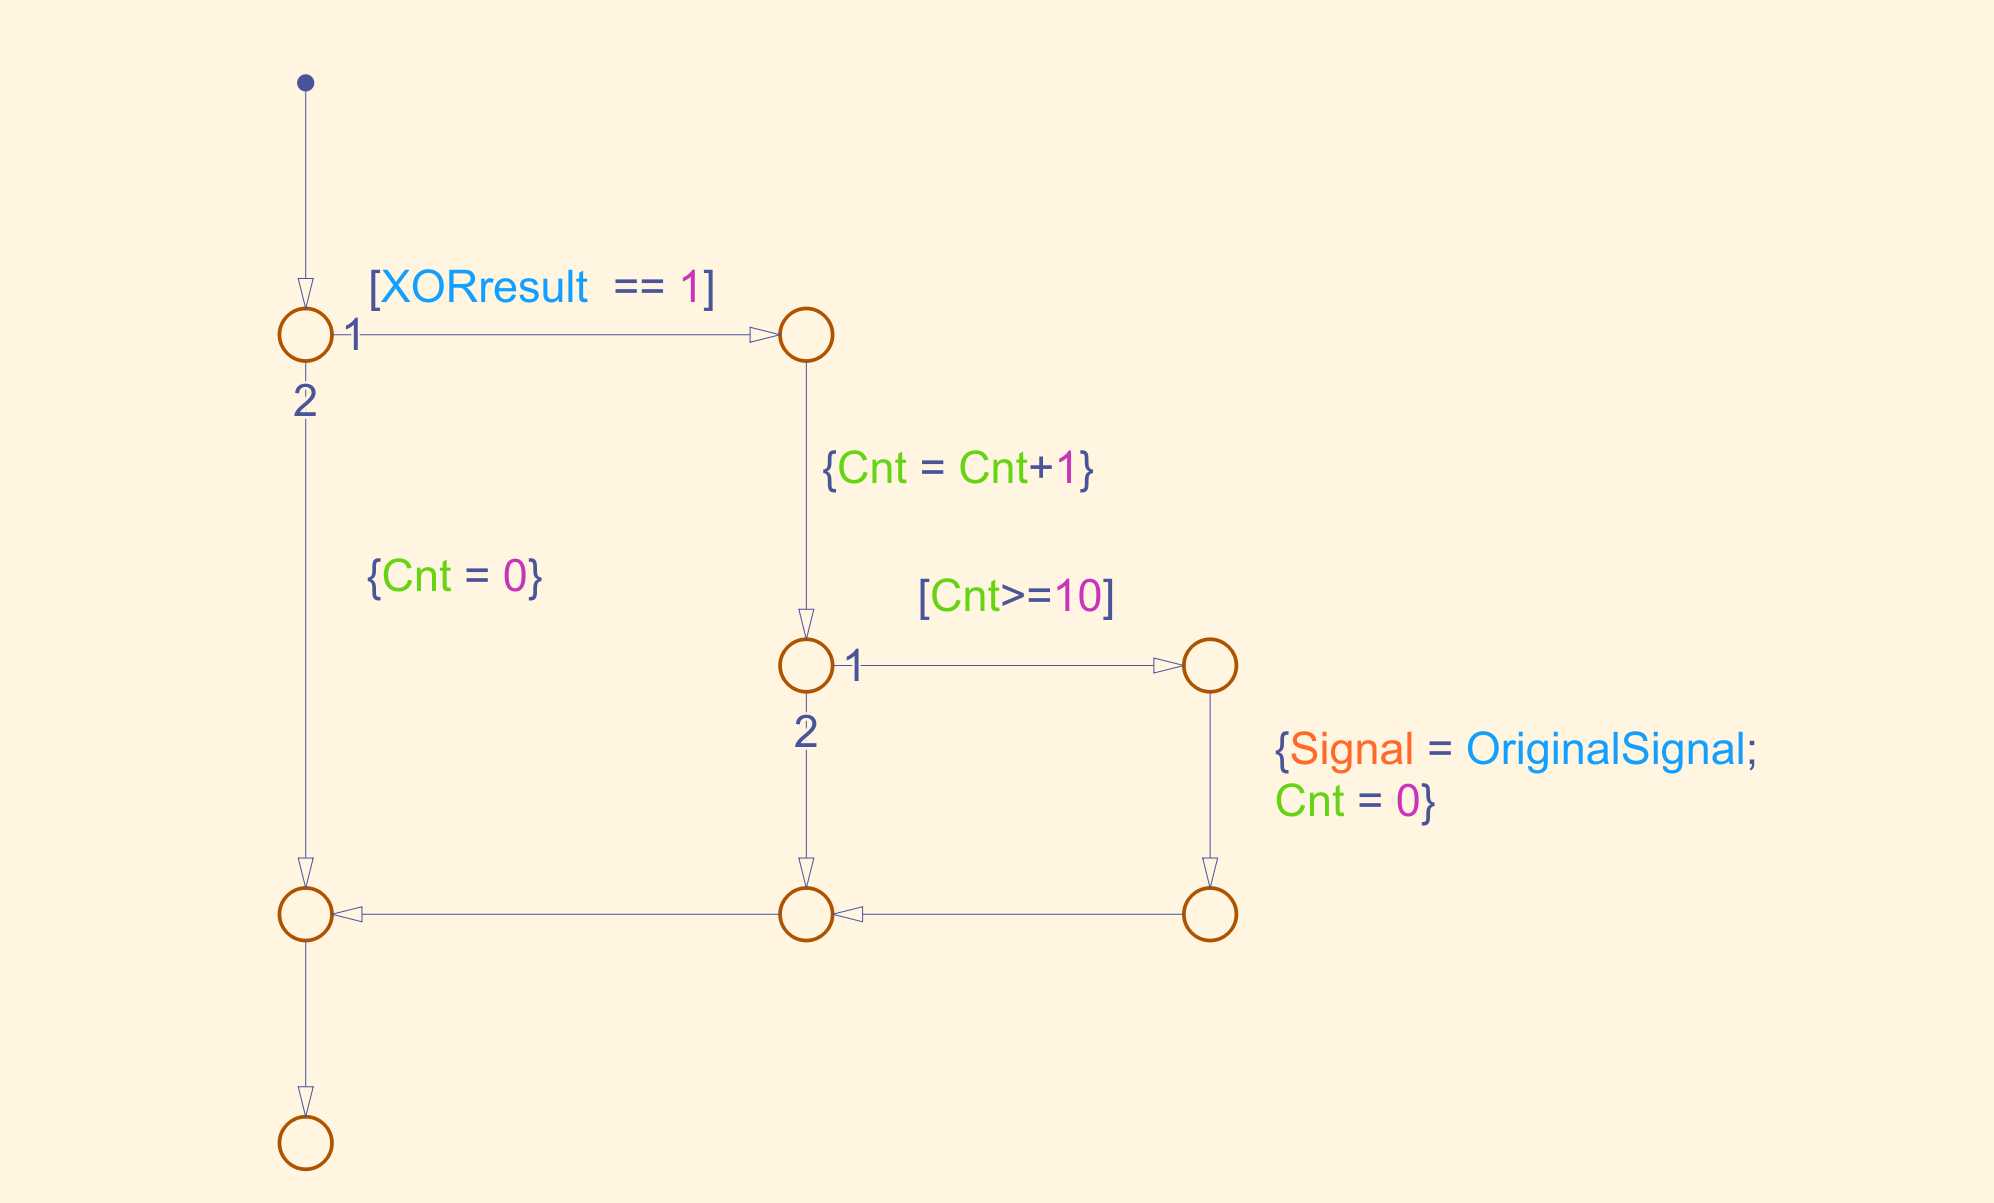 [XORresult == 1]
1
2
{Cnt = Cnt+1}
{Cnt = 0}
[Cnt>=10]
1
2
{Signal = OriginalSignal;
Cnt = 0}